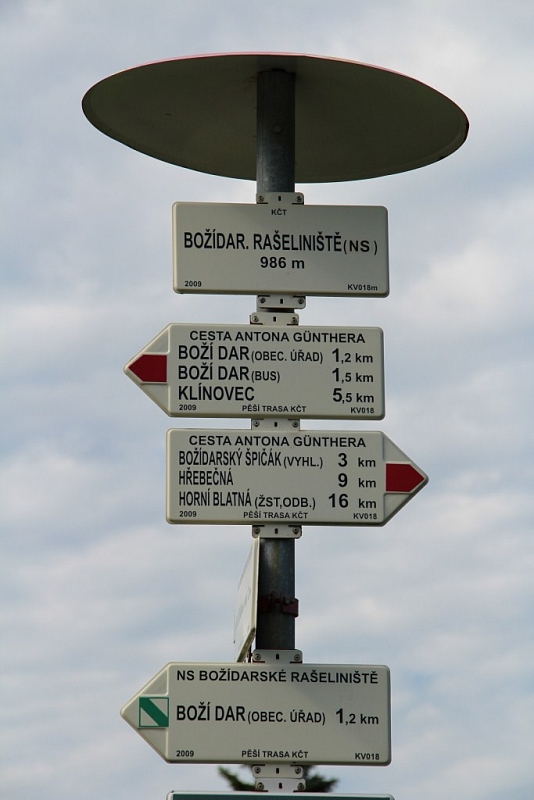 KČT
BOŽÍDAR. RAŠELINIŠTĚ (NS)
986 m
2009 KV018m
CESTA ANTONA GÜNTHERA
BOŽÍ DAR (OBEC. ÚŘAD) 1,2 km
BOŽÍ DAR (BUS) 1,5 km
KLÍNOVEC 5,5 km
2009 PĚŠÍ TRASA KČT KV018
CESTA ANTONA GÜNTHERA
BOŽÍDARSKÝ ŠPIČÁK (VYHL.) 3 km
HŘEBEČNÁ 9 km
HORNÍ BLATNÁ (ŽST,ODB.) 16 km
2009 PĚŠÍ TRASA KČT KV018
NS BOŽÍDARSKÉ RAŠELINIŠTĚ
BOŽÍ DAR (OBEC. ÚŘAD) 1,2 km
2009 PĚŠÍ TRASA KČT KV018